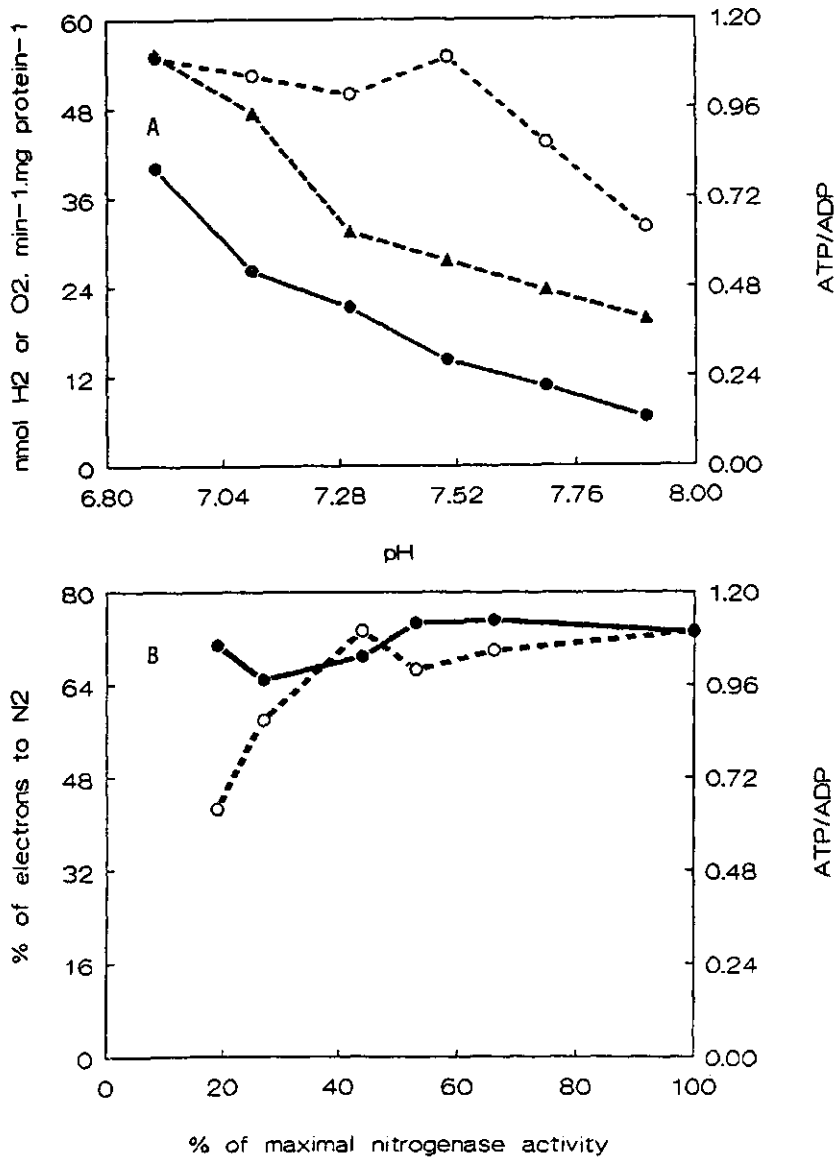 60
48
36
24
12
0
A
1.20
0.96
0.72
0.48
0.24
0.00
nmol H2 or O2. min-1.mg protein-1
ATP/ADP
6.80 7.04 7.28 7.52 7.76 8.00
pH
80
64
48
32
16
0
B
1.20
0.96
0.72
0.48
0.24
0.00
% of electrons to N2
ATP/ADP
0 20 40 60 80 100
% of maximal nitrogenase activity